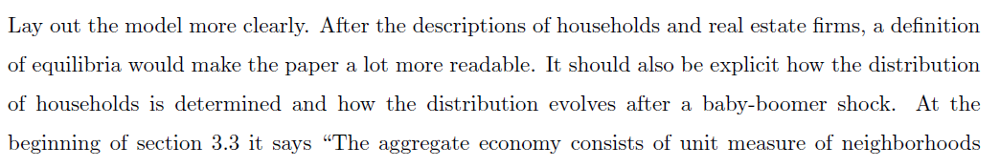 Lay out the model more clearly. After the descriptions of households and real estate firms, a definition
of equilibria would make the paper a lot more readable. It should also be explicit how the distribution
of households is determined and how the distribution evolves after a baby-boomer shock. At the
beginning of section 3.3 it says “The aggregate economy consists of unit measure of neighborhoods